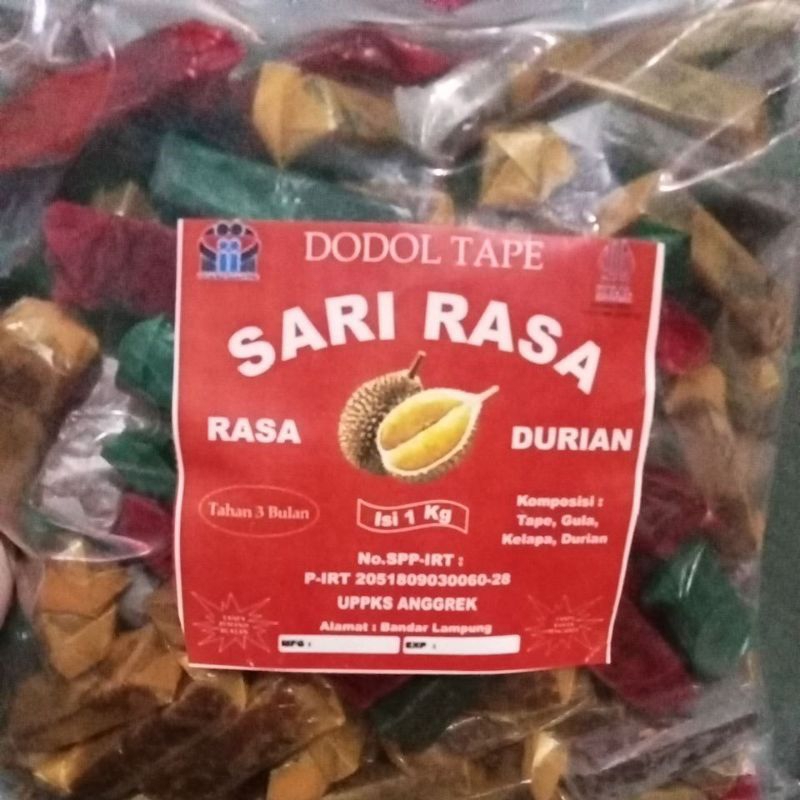 DODOL TAPE
SARI RASA
RASA DURIAN
Tahan 3 Bulan
Isi 1 Kg
Komposisi :
Tape, Gula,
Kelapa, Durian
No.SPP-IRT :
P-IRT 2051809030060-28
UPPKS ANGGREK
Alamat : Bandar Lampung
MFG :
EXP :